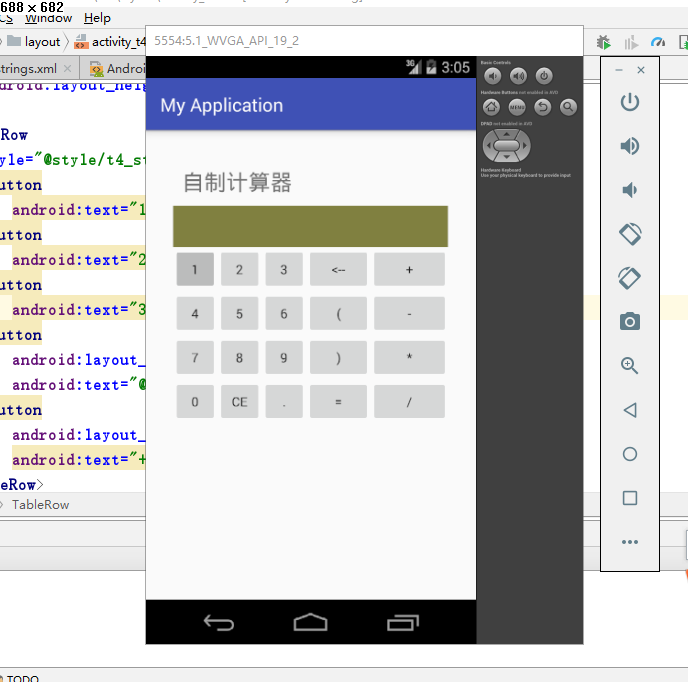 688 x 682
Window Help
layout
activity_t4
strings.xml
Androi
5554:5.1_WVGA_API_19_2
3G
3:05
My Application
自制计算器
1 2 3 <-- +
4 5 6 ( -
7 8 9 ) *
0 CE . = /
Basic Controls
Hardware Buttons not enabled in AVD
MENU
DPAD not enabled in AVD
Hardware Keyboard
Use your physical keyboard to provide input
droid:layout_hei
Row
yle="@style/t4_st
utton
android:text="1
utton
android:text="2
utton
android:text="3
utton
android:layout_
android:text="@
utton
android:layout_
android:text="+
eRow>
TableRow
TODO